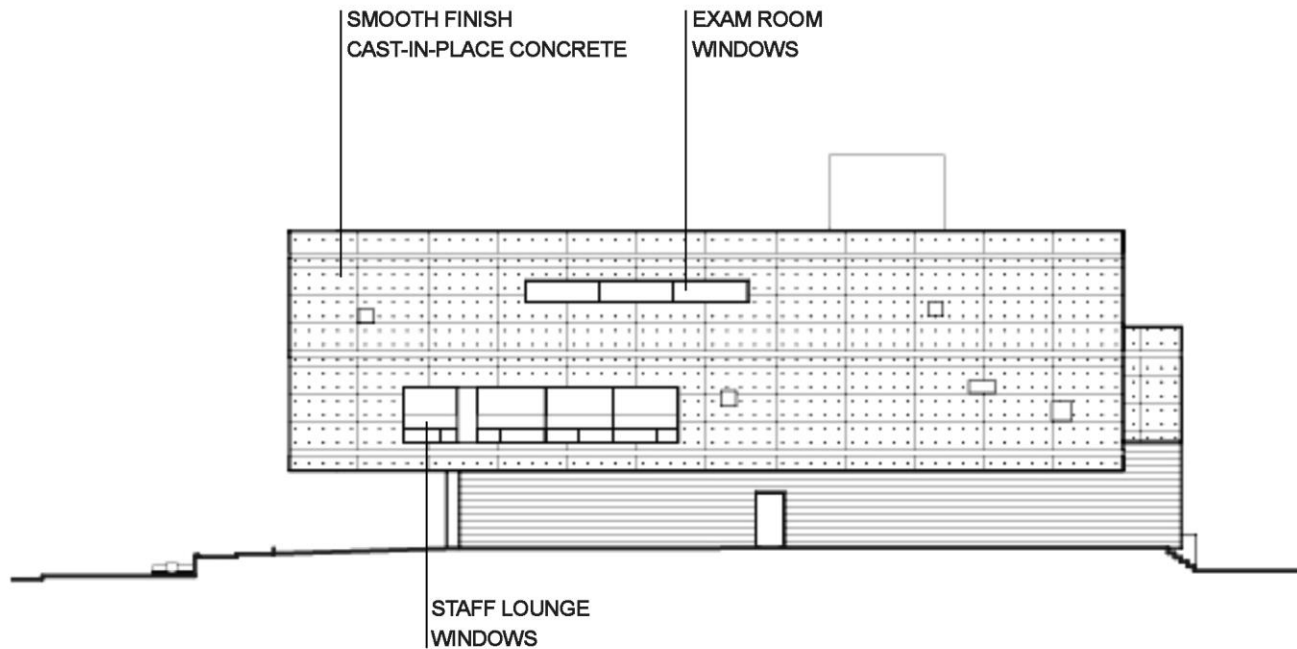 SMOOTH FINISH
CAST-IN-PLACE CONCRETE
EXAM ROOM
WINDOWS
STAFF LOUNGE
WINDOWS